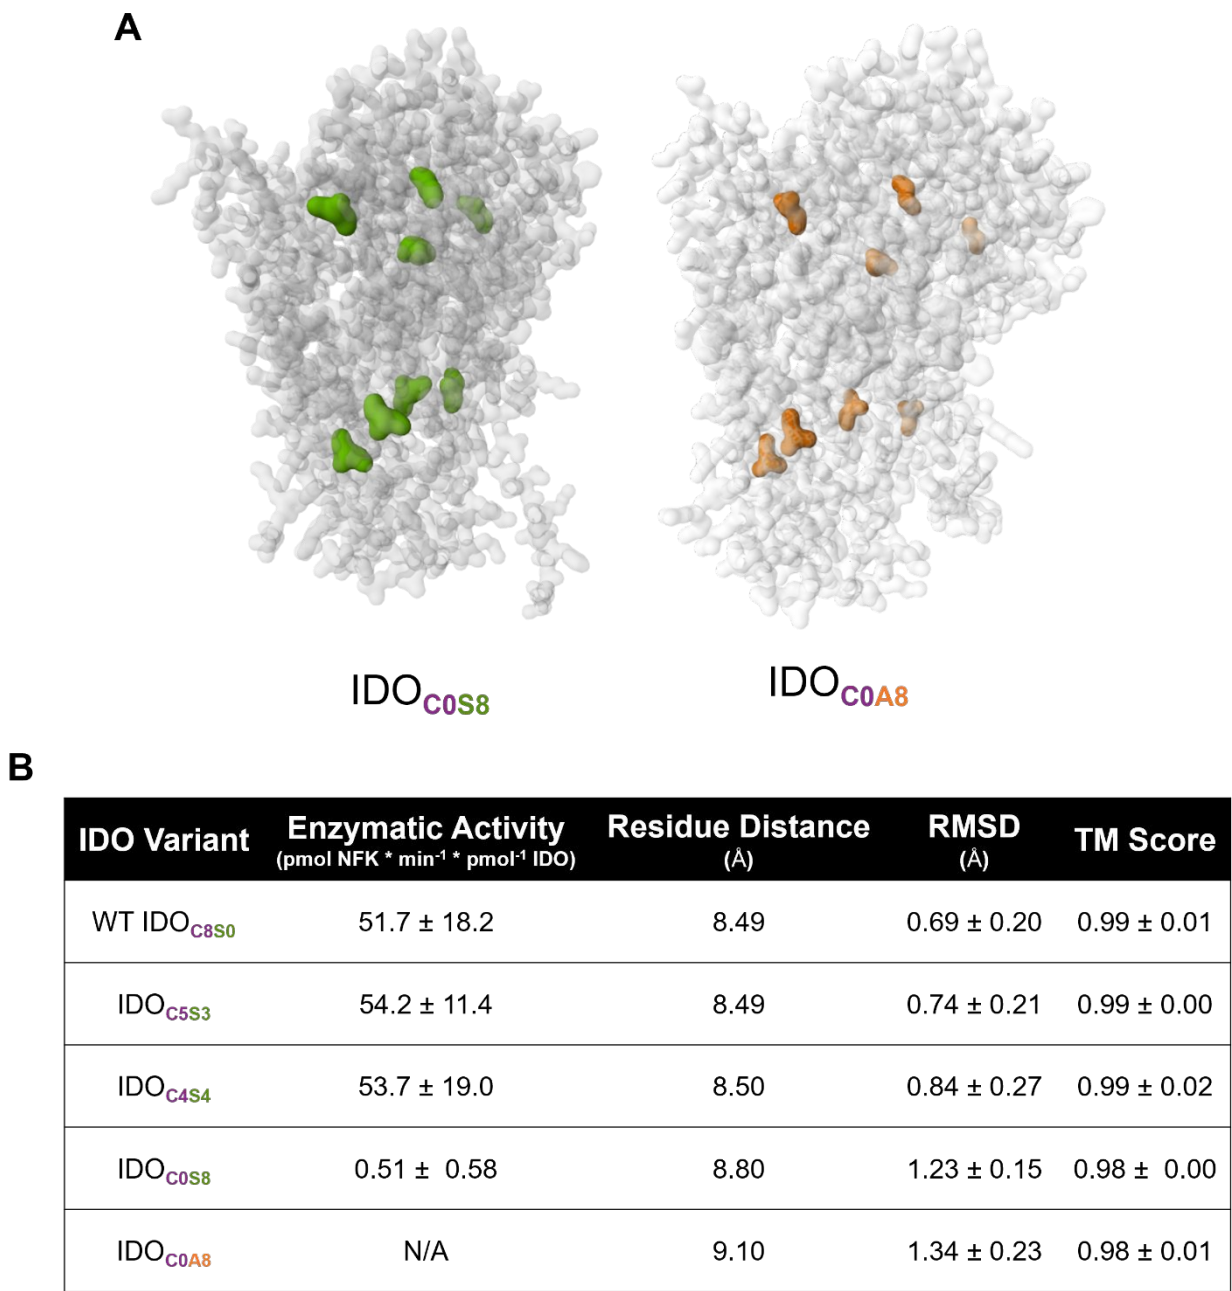 A
IDOC0S8
IDOC0A8
B
IDO Variant Enzymatic Activity Residue Distance RMSD TM Score
(pmol NFK * min-1 * pmol-1 IDO) (Å) (Å)
WT IDOC8S0 51.7 ± 18.2 8.49 0.69 ± 0.20 0.99 ± 0.01
IDOC5S3 54.2 ± 11.4 8.49 0.74 ± 0.21 0.99 ± 0.00
IDOC4S4 53.7 ± 19.0 8.50 0.84 ± 0.27 0.99 ± 0.02
IDOC0S8 0.51 ± 0.58 8.80 1.23 ± 0.15 0.98 ± 0.00
IDOC0A8 N/A 9.10 1.34 ± 0.23 0.98 ± 0.01